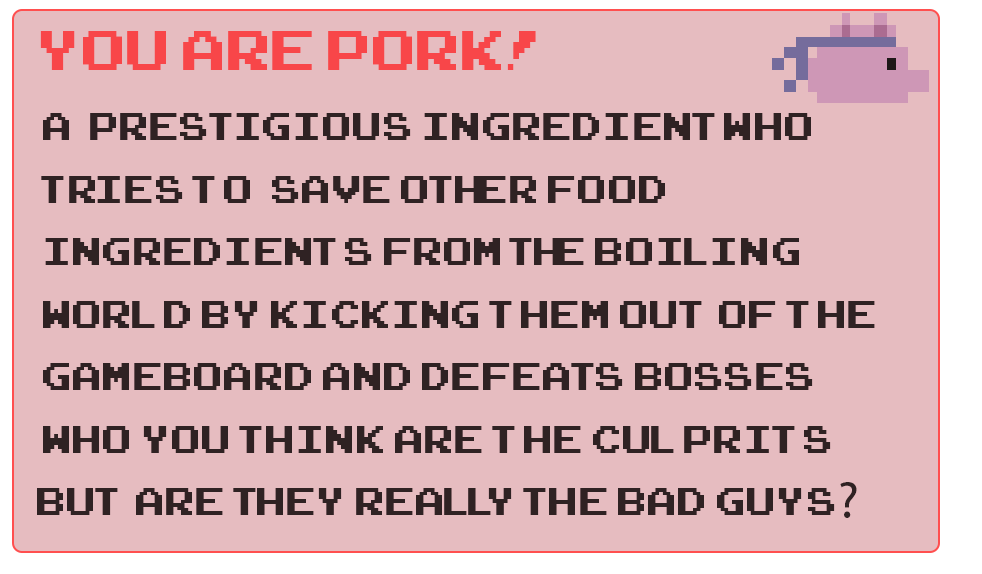 YOU ARE PORK!
A PRESTIGIOUS INGREDIENT WHO
TRIES TO SAVE OTHER FOOD
INGREDIENTS FROM THE BOILING
WORLD BY KICKING THEM OUT OF THE
GAMEBOARD AND DEFEATS BOSSES
WHO YOU THINK ARE THE CULPRITS
BUT ARE THEY REALLY THE BAD GUYS?